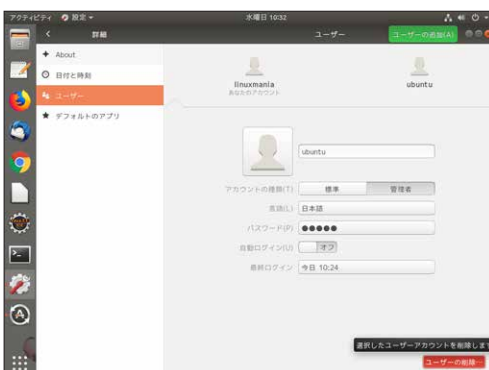 アクティビティ 設定 水曜日 10:32
詳細 ユーザー ユーザーの追加(A)
About
日付と時刻
ユーザー
デフォルトのアプリ
linuxmania
あなたのアカウント
ubuntu
ubuntu
アカウントの種類(T) 標準 管理者
言語(L) 日本語
パスワード(P) ●●●●●
自動ログイン(U) オフ
最終ログイン 今日 10:24
選択したユーザーアカウントを削除しま
ユーザーの削除…